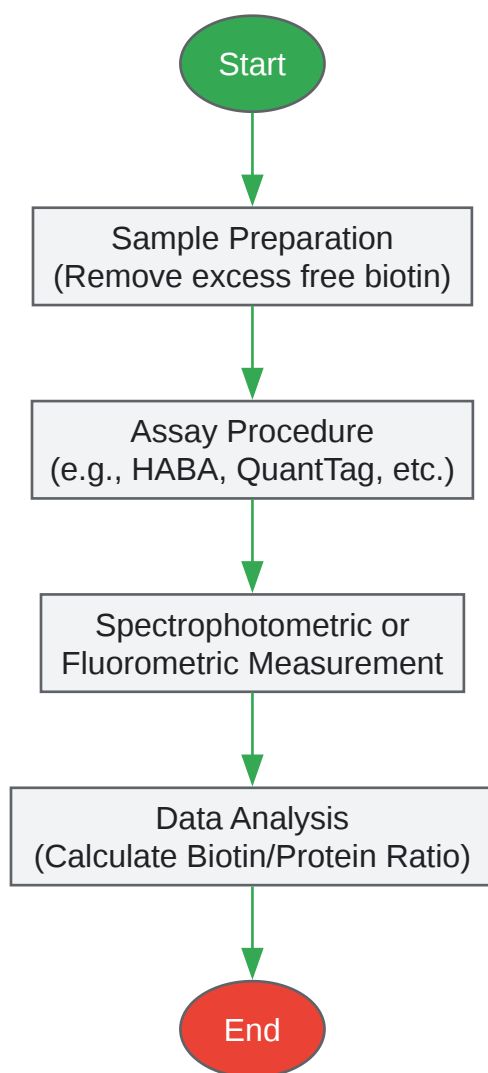 Start
Sample Preparation
(Remove excess free biotin)
Assay Procedure
(e.g., HABA, QuantTag, etc.)
Spectrophotometric or
Fluorometric Measurement
Data Analysis
(Calculate Biotin/Protein Ratio)
End